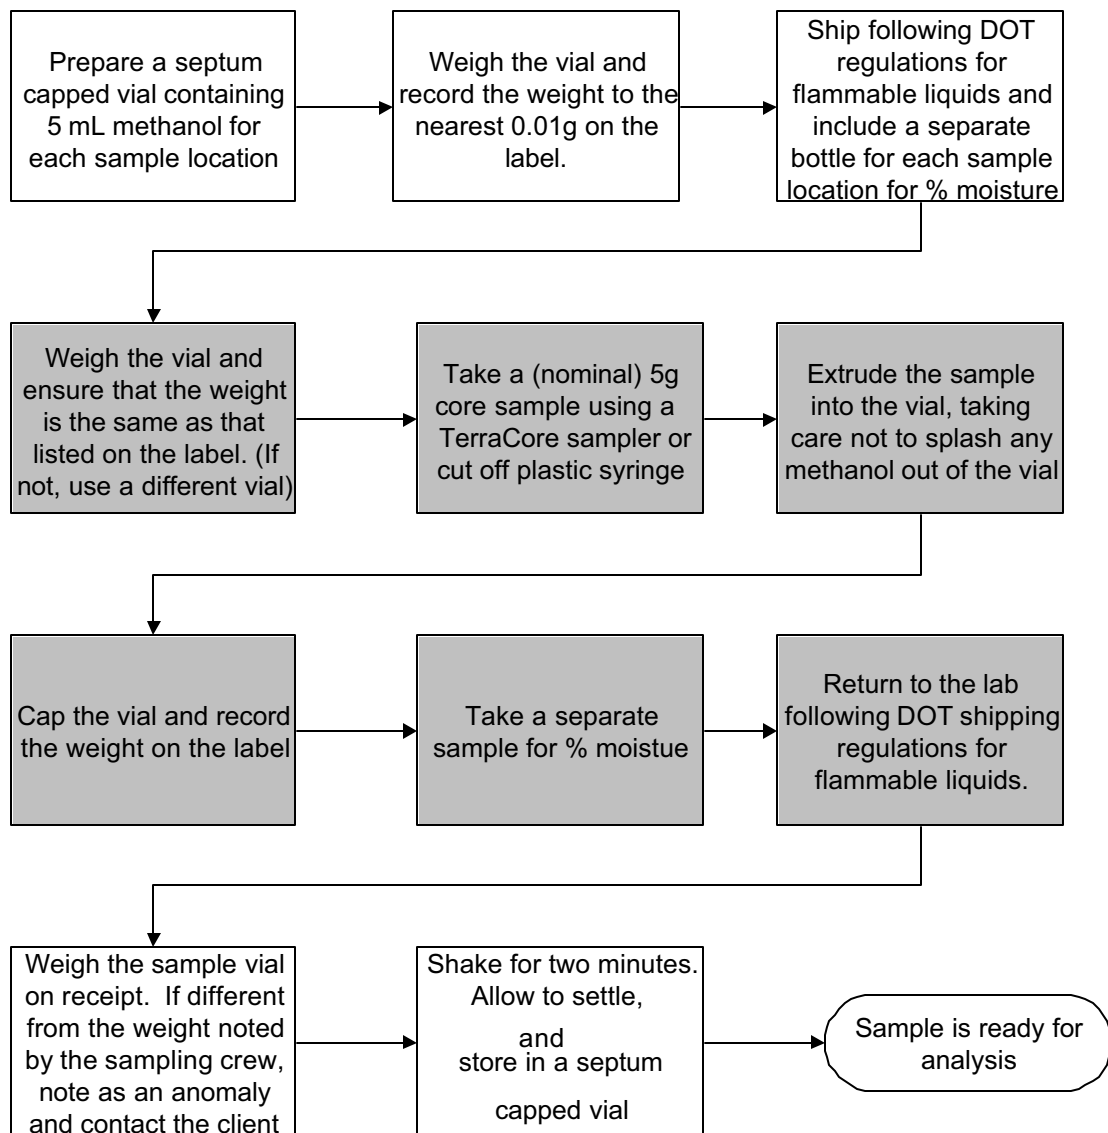 Prepare a septum
capped vial containing
5 mL methanol for
each sample location
Weigh the vial and
record the weight to the
nearest 0.01g on the
label.
Ship following DOT
regulations for
flammable liquids and
include a separate
bottle for each sample
location for % moisture
Weigh the vial and
ensure that the weight
is the same as that
listed on the label. (If
not, use a different vial)
Take a (nominal) 5g
core sample using a
TerraCore sampler or
cut off plastic syringe
Extrude the sample
into the vial, taking
care not to splash any
methanol out of the vial
Cap the vial and record
the weight on the label
Take a separate
sample for % moistue
Return to the lab
following DOT shipping
regulations for
flammable liquids.
Weigh the sample vial
on receipt.  If different
from the weight noted
by the sampling crew,
note as an anomaly
and contact the client
Shake for two minutes.
Allow to settle,
and
store in a septum
capped vial
Sample is ready for
analysis